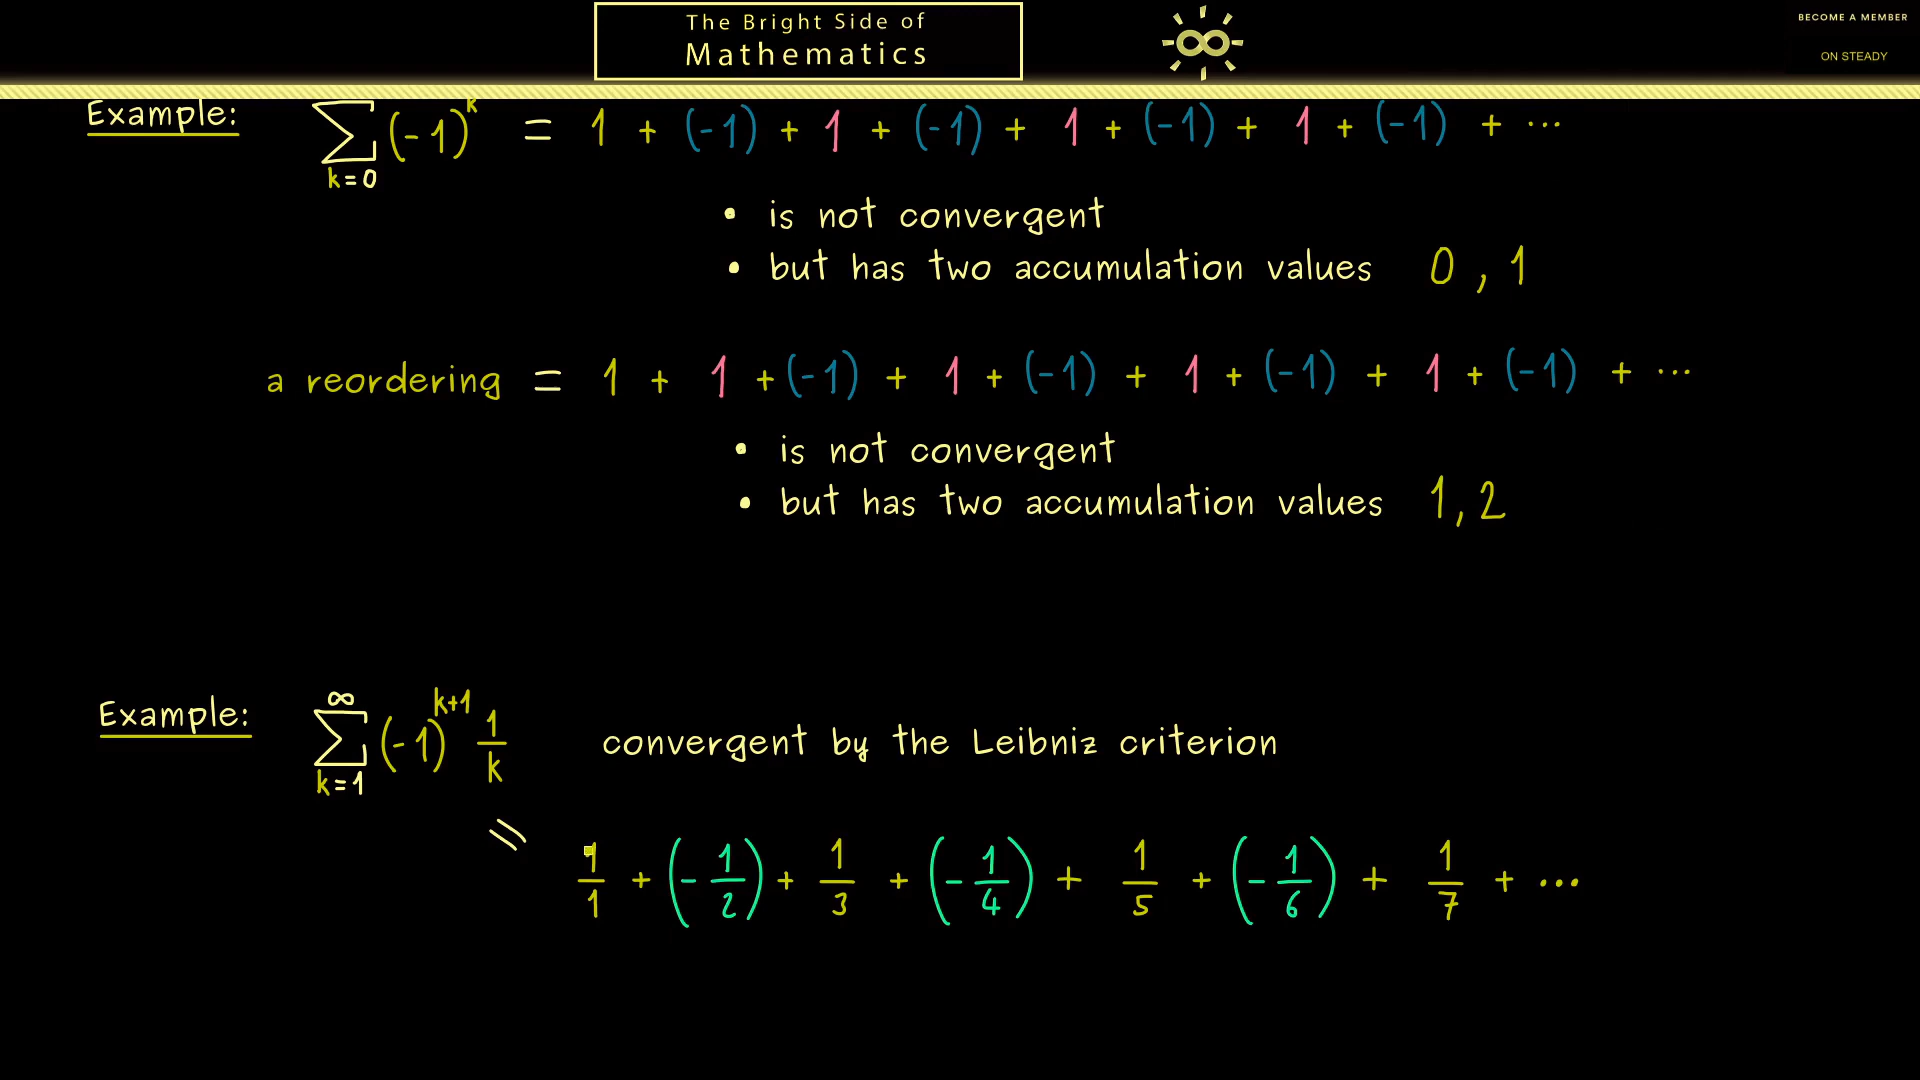 The Bright Side of
Mathematics
BECOME A MEMBER
ON STEADY
Example: ∑_{k=0} (-1)^k = 1 + (-1) + 1 + (-1) + 1 + (-1) + 1 + (-1) + ...
• is not convergent
• but has two accumulation values 0, 1
a reordering = 1 + 1 + (-1) + 1 + (-1) + 1 + (-1) + 1 + (-1) + ...
• is not convergent
• but has two accumulation values 1, 2
Example: ∑_{k=1}^{∞} (-1)^{k+1} 1/k convergent by the Leibniz criterion
= 1/1 + (-1/2) + 1/3 + (-1/4) + 1/5 + (-1/6) + 1/7 + ...